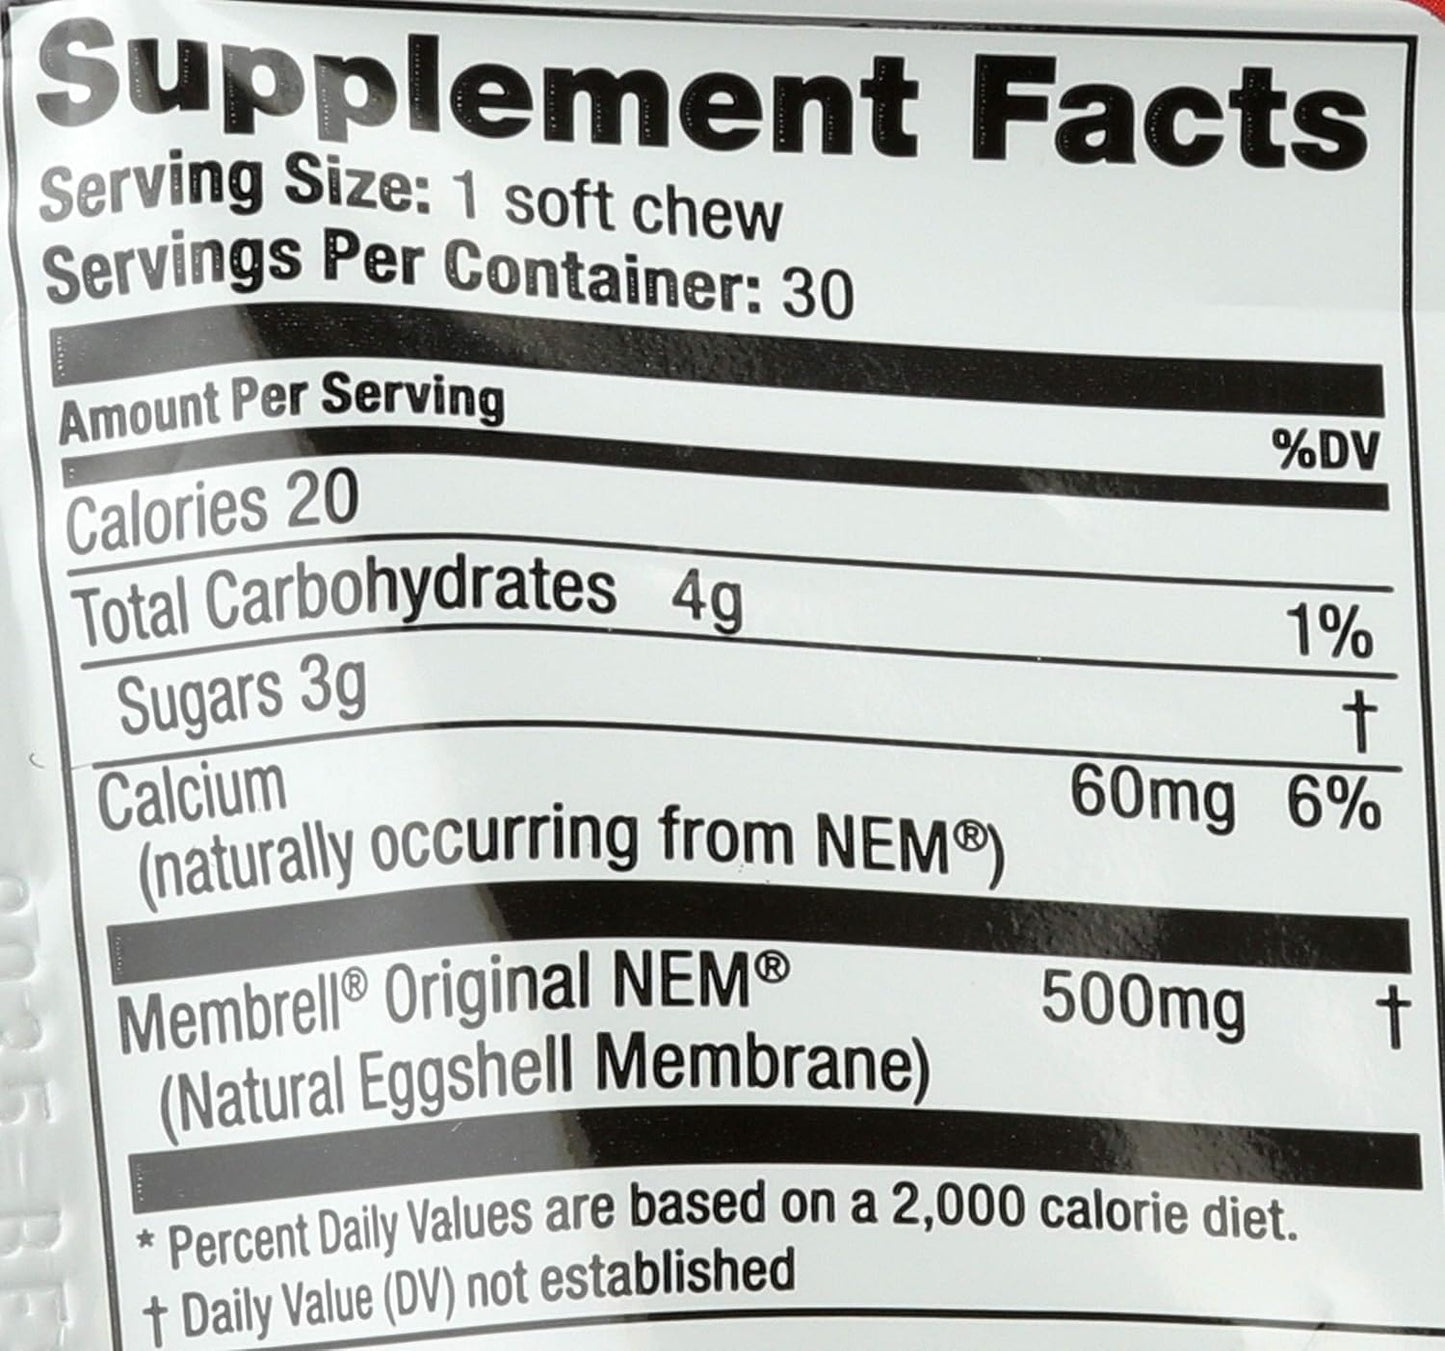 Supplement Facts
Serving Size: 1 soft chew
Servings Per Container: 30
Amount Per Serving
%DV
Calories 20
Total Carbohydrates 4g 1%
Sugars 3g †
Calcium 60mg 6%
(naturally occurring from NEM®)
Membrell® Original NEM® 500mg †
(Natural Eggshell Membrane)
* Percent Daily Values are based on a 2,000 calorie diet.
† Daily Value (DV) not established